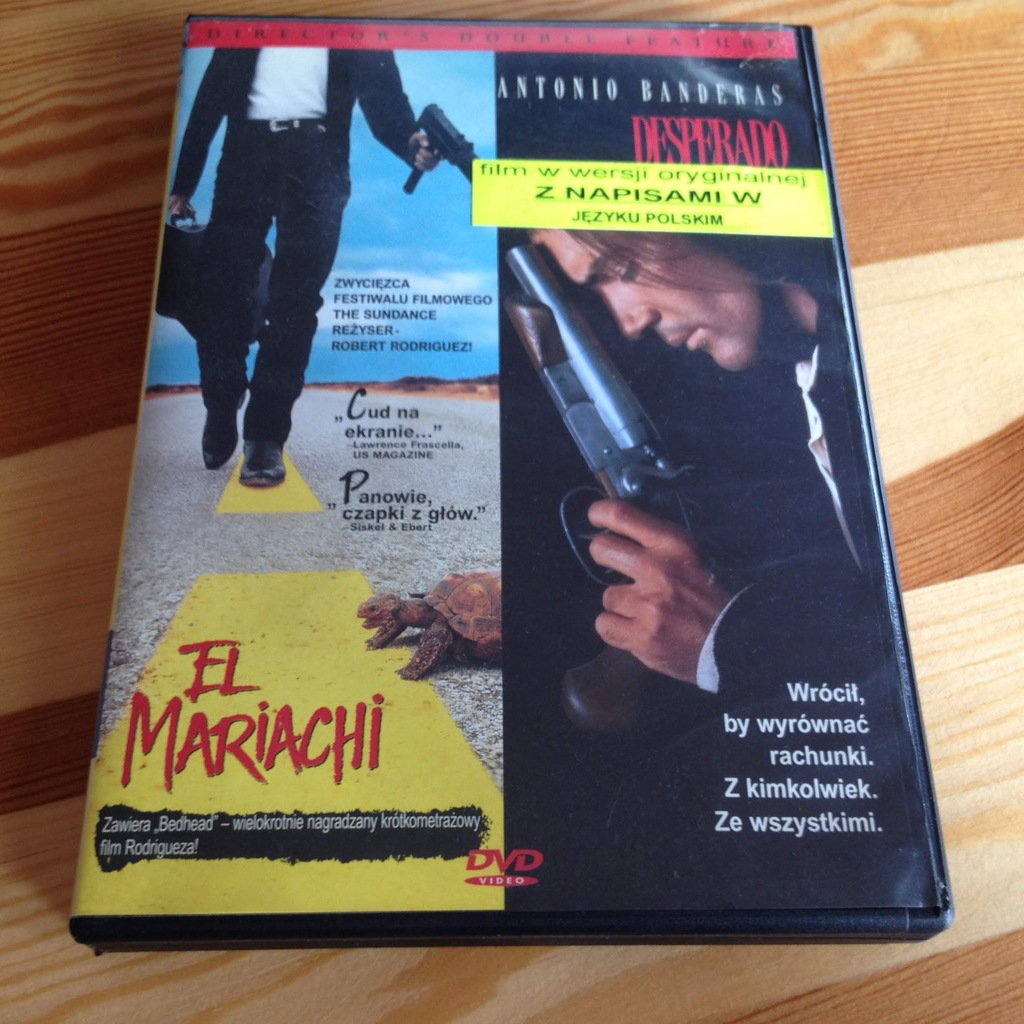 DIRECTOR'S DOUBLE FEATURE
ANTONIO BANDERAS
DESPERADO
film w wersji oryginalnej
Z NAPISAMI W
JĘZYKU POLSKIM
ZWYCIĘZCA
FESTIWALU FILMOWEGO
THE SUNDANCE
REŻYSER-
ROBERT RODRIGUEZ!
„Cud na
ekranie...”
–Lawrence Frascella,
US MAGAZINE
„Panowie,
czapki z głów.”
–Siskel & Ebert
EL
MARIACHI
Zawiera „Bedhead” – wielokrotnie nagradzany krótkometrażowy
film Rodrigueza!
Wrócił,
by wyrównać
rachunki.
Z kimkolwiek.
Ze wszystkimi.
DVD
VIDEO